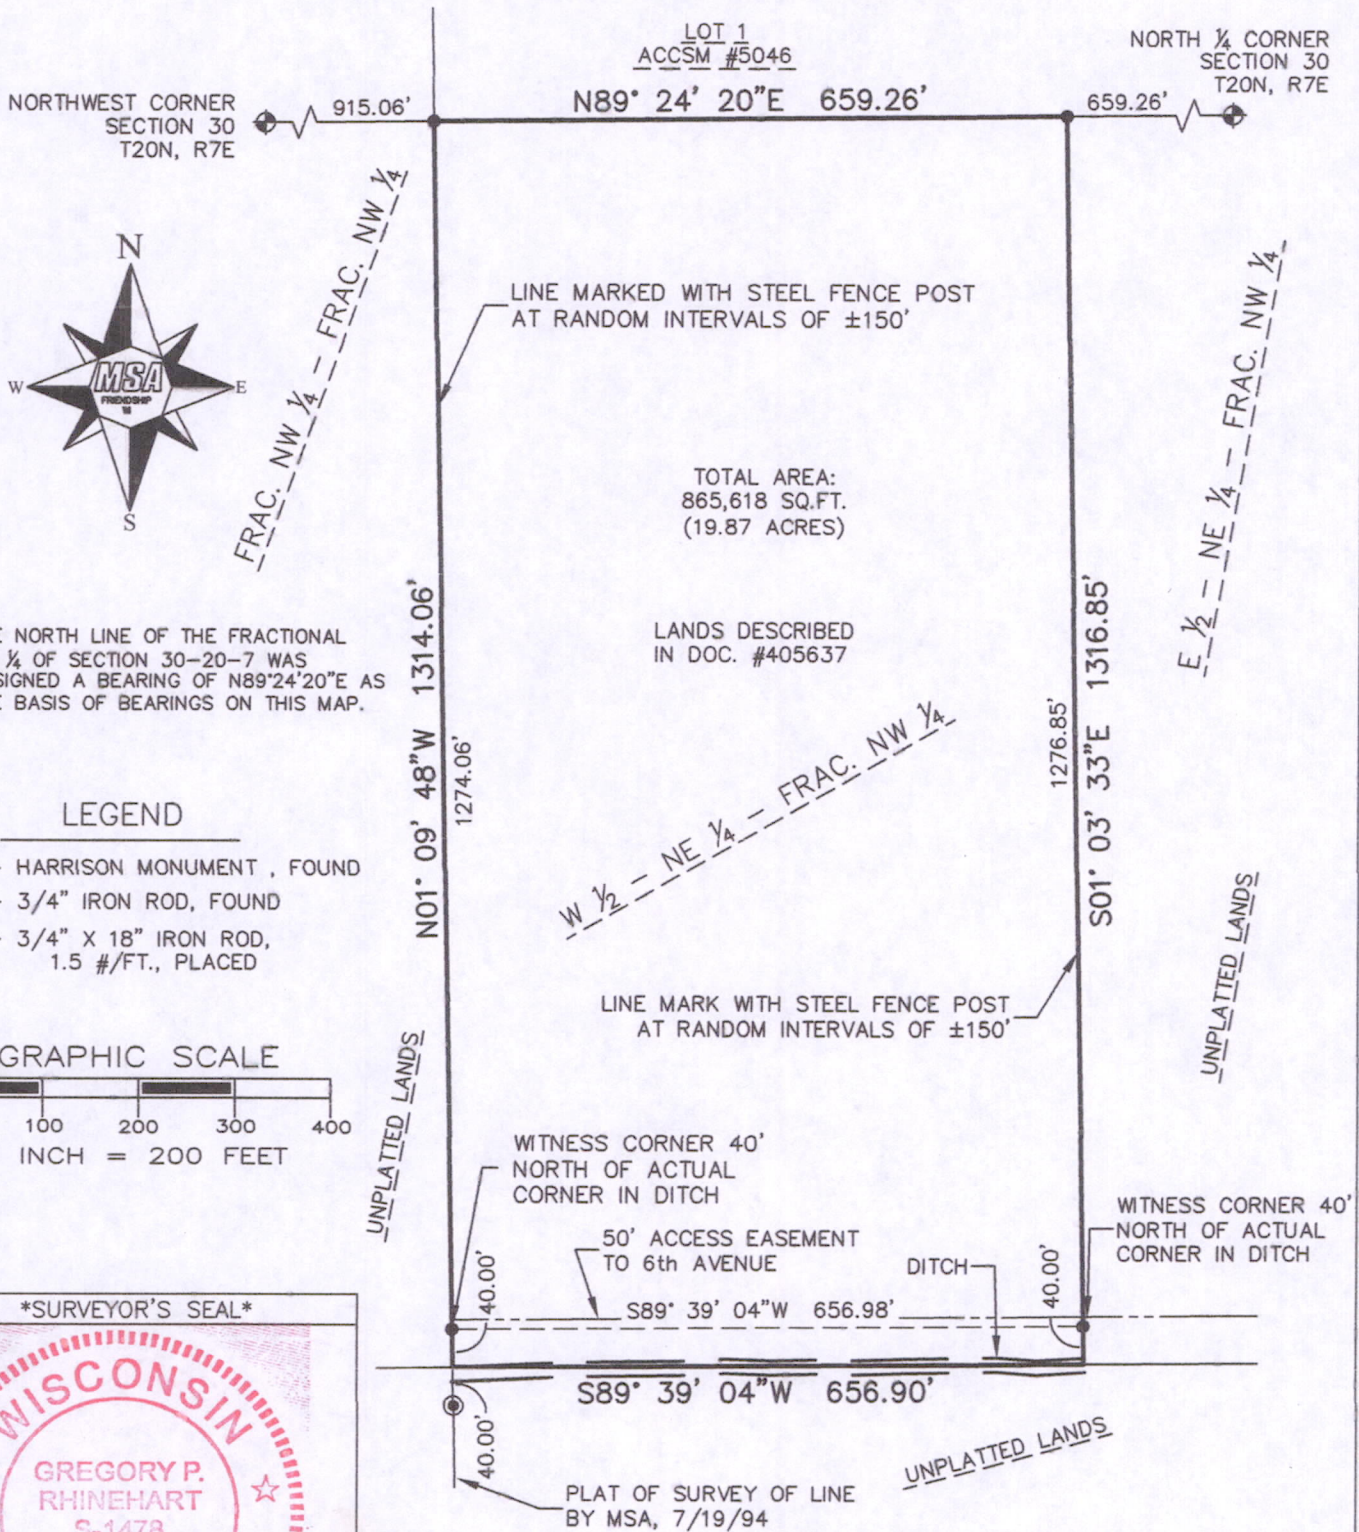 LOT 1
ACCSM #5046
NORTH ¼ CORNER
SECTION 30
T20N, R7E
NORTHWEST CORNER
SECTION 30
T20N, R7E
915.06'
N89° 24' 20"E 659.26'
659.26'
FRAC. NW ¼ - FRAC. NW ¼
N
W
E
S
MSA
FRIENDSHIP
LINE MARKED WITH STEEL FENCE POST
AT RANDOM INTERVALS OF ±150'
E ½ - NE ¼ - FRAC. NW ¼
TOTAL AREA:
865,618 SQ.FT.
(19.87 ACRES)
LANDS DESCRIBED
IN DOC. #405637
NORTH LINE OF THE FRACTIONAL
¼ OF SECTION 30-20-7 WAS
SIGNED A BEARING OF N89°24'20"E AS
BASIS OF BEARINGS ON THIS MAP.
N01° 09' 48"W 1314.06'
1274.06'
1276.85'
S01° 03' 33"E 1316.85'
W ½ - NE ¼ - FRAC. NW ¼
LEGEND
- HARRISON MONUMENT , FOUND
- 3/4" IRON ROD, FOUND
- 3/4" X 18" IRON ROD,
1.5 #/FT., PLACED
LINE MARK WITH STEEL FENCE POST
AT RANDOM INTERVALS OF ±150'
UNPLATTED LANDS
GRAPHIC SCALE
100 200 300 400
INCH = 200 FEET
UNPLATTED LANDS
WITNESS CORNER 40'
NORTH OF ACTUAL
CORNER IN DITCH
WITNESS CORNER 40'
NORTH OF ACTUAL
CORNER IN DITCH
50' ACCESS EASEMENT
TO 6th AVENUE
DITCH
40.00'
40.00'
S89° 39' 04"W 656.98'
S89° 39' 04"W 656.90'
40.00'
UNPLATTED LANDS
PLAT OF SURVEY OF LINE
BY MSA, 7/19/94
*SURVEYOR'S SEAL*
WISCONSIN
GREGORY P.
RHINEHART
S-1478